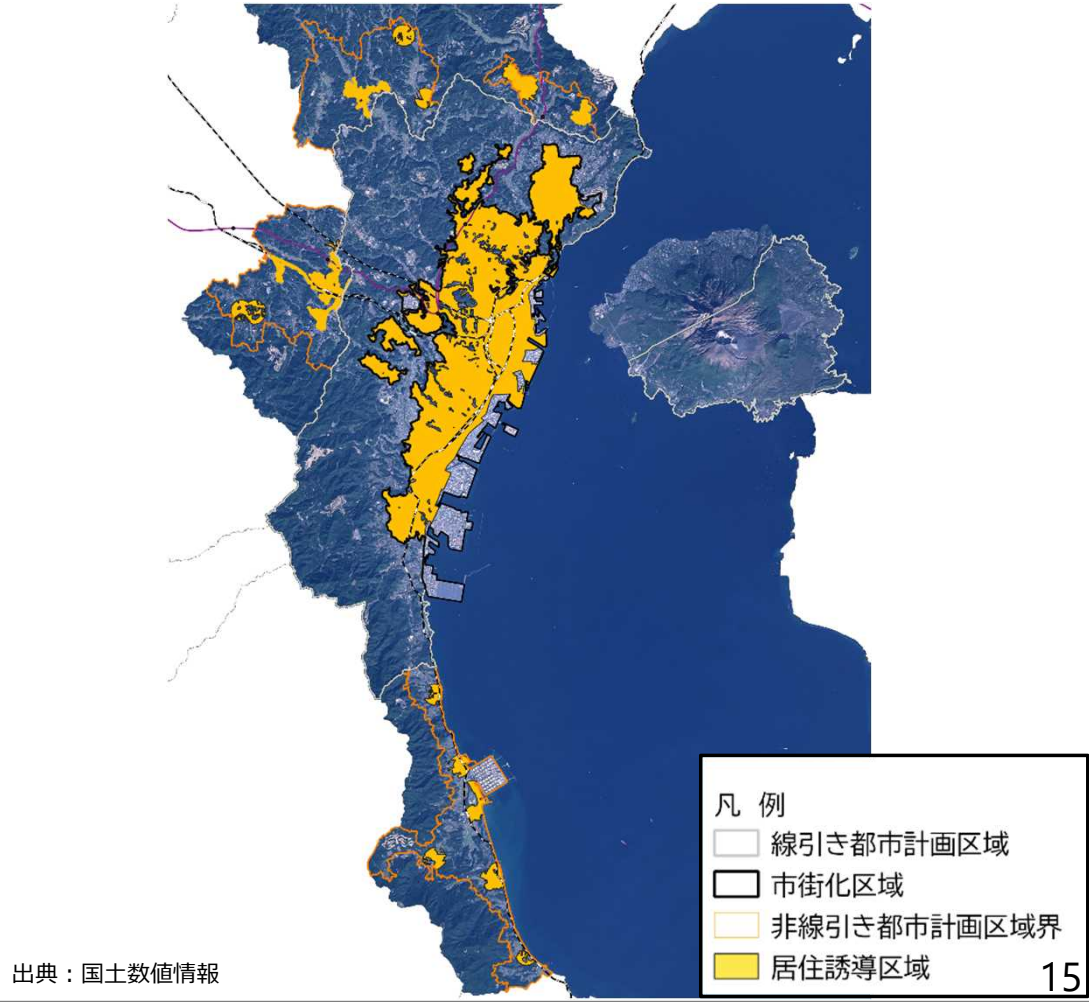 凡 例
線引き都市計画区域
市街化区域
非線引き都市計画区域界
居住誘導区域
出典：国土数値情報
15